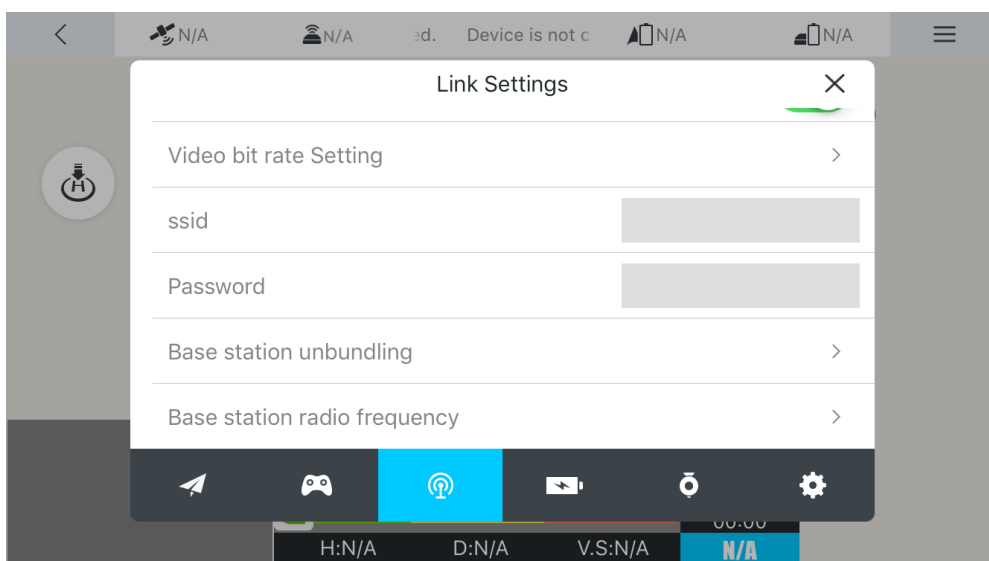 N/A
N/A
ed. Device is not c
N/A
N/A
Link Settings
Video bit rate Setting
ssid
Password
Base station unbundling
Base station radio frequency
H
00:00
H:N/A
D:N/A
V.S:N/A
N/A